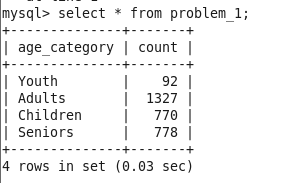 mysql> select * from problem_1;
+--------------+-------+
| age_category | count |
+--------------+-------+
| Youth        |    92 |
| Adults       |  1327 |
| Children     |   770 |
| Seniors      |   778 |
+--------------+-------+
4 rows in set (0.03 sec)